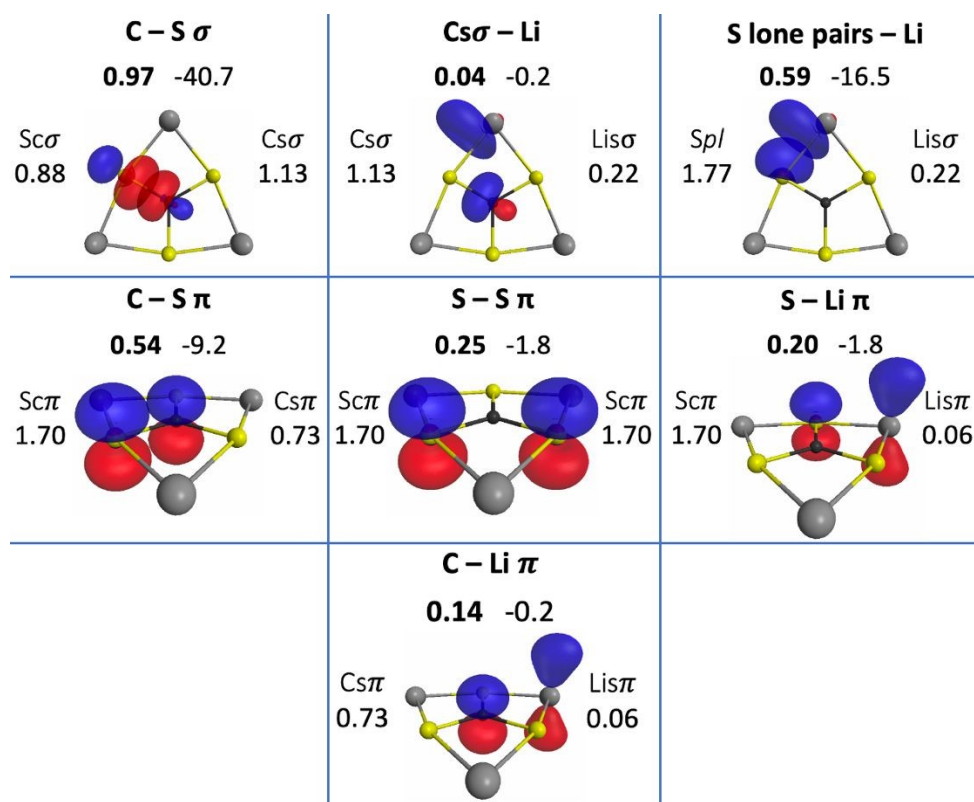 C – S σ
0.97 -40.7
Scσ
0.88
Csσ
1.13
Csσ – Li
0.04 -0.2
Csσ
1.13
Lisσ
0.22
S lone pairs – Li
0.59 -16.5
Spl
1.77
Lisσ
0.22
C – S π
0.54 -9.2
Scπ
1.70
Csπ
0.73
S – S π
0.25 -1.8
Scπ
1.70
Scπ
1.70
S – Li π
0.20 -1.8
Scπ
1.70
Lisπ
0.06
C – Li π
0.14 -0.2
Csπ
0.73
Lisπ
0.06